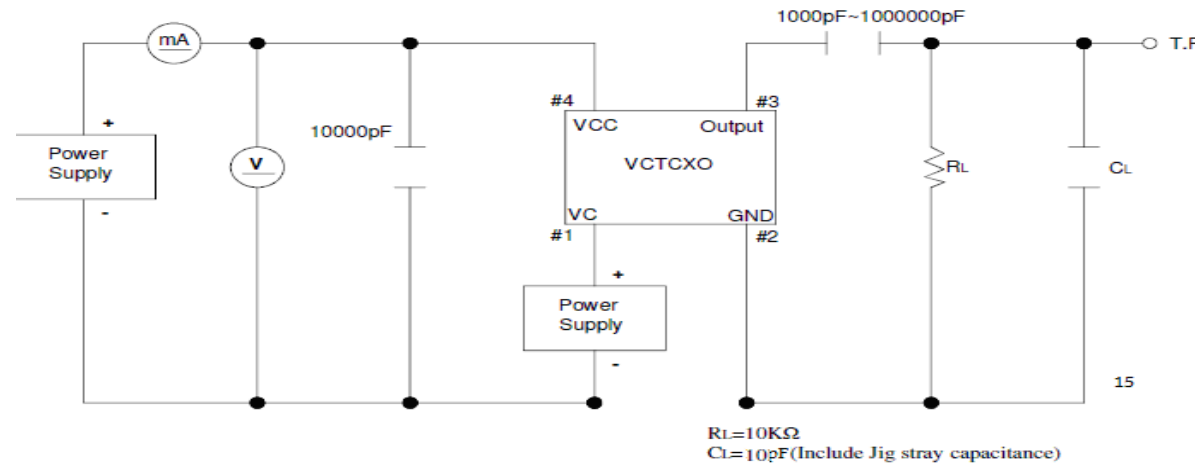 1000pF~1000000pF
mA
T.P
#4
#3
VCC
Output
10000pF
+
Power
Supply
-
V
VCTCXO
RL
CL
VC
GND
#1
#2
+
Power
Supply
-
15
RL=10KΩ
CL=10pF(Include Jig stray capacitance)